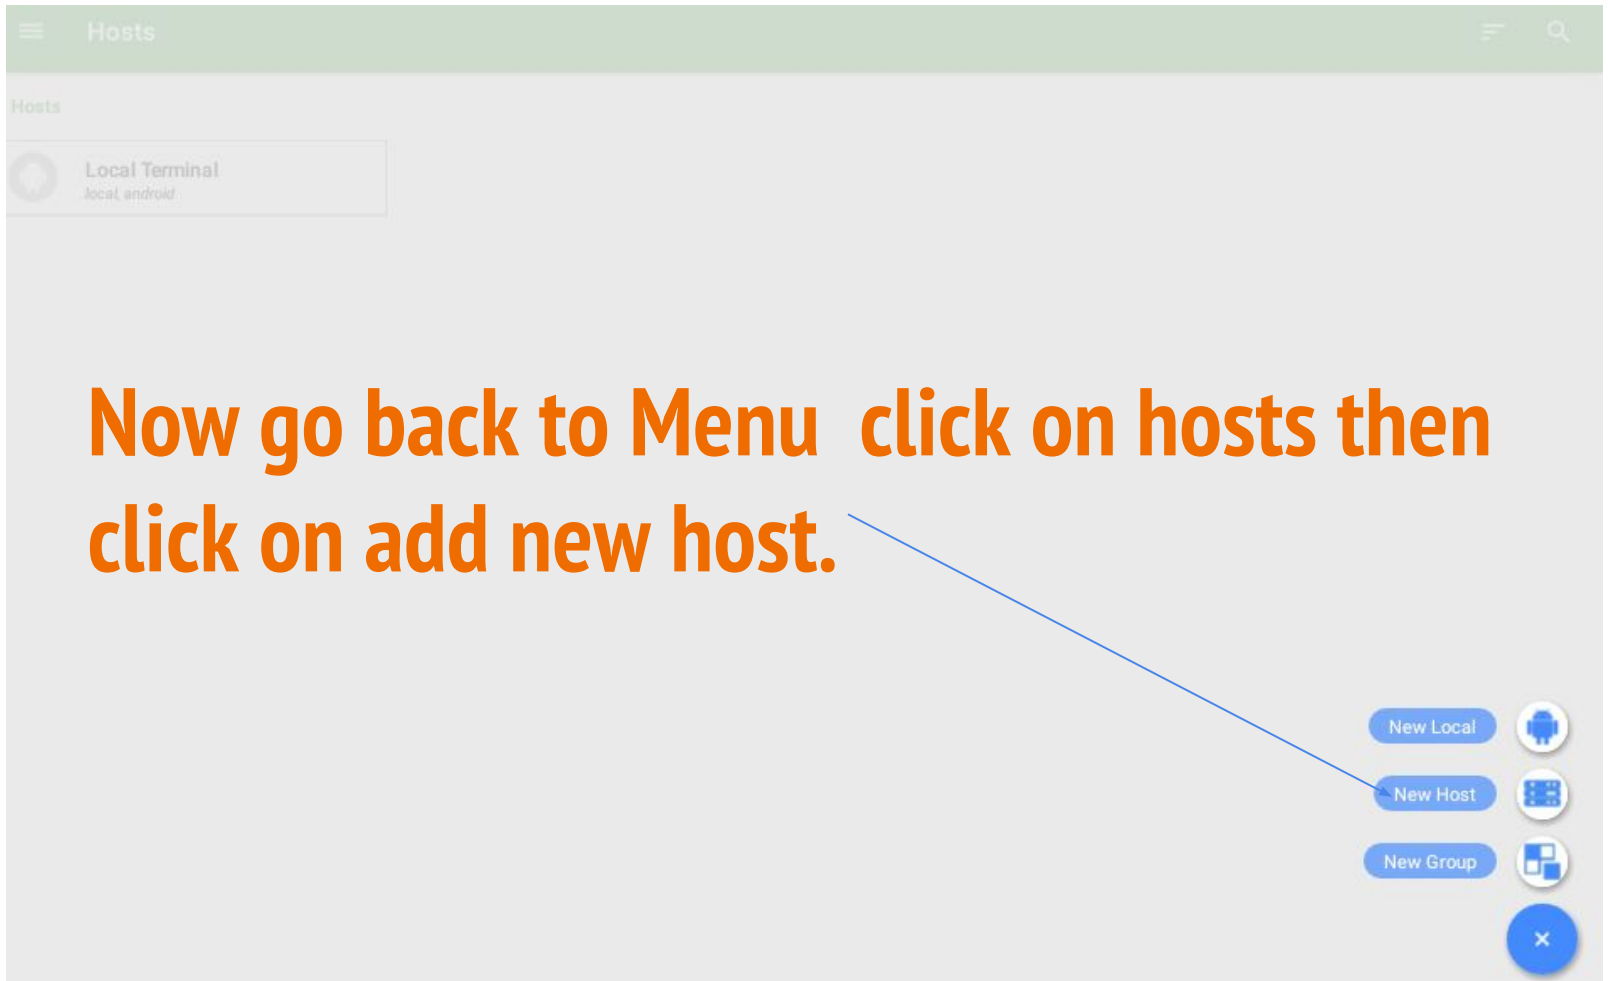 Hosts
Hosts
Local Terminal
local, android
Now go back to Menu  click on hosts then
click on add new host.
New Local
New Host
New Group